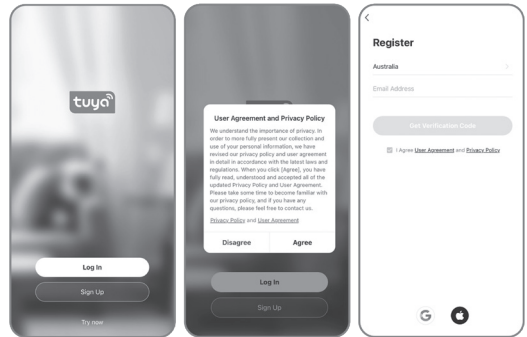 tuya
Log In
Sign Up
Try now
User Agreement and Privacy Policy
We understand the importance of privacy. In
order to more fully present our collection and
use of your personal information, we have
revised our privacy policy and user agreement
in detail in accordance with the latest laws and
regulations. When you click [Agree], you have
fully read, understood and accepted all of the
updated Privacy Policy and User Agreement.
Please take some time to become familiar with
our privacy policy, and if you have any
questions, please feel free to contact us.
Privacy Policy and User Agreement
Disagree Agree
Log In
Sign Up
Register
Australia
Email Address
Get Verification Code
I Agree User Agreement and Privacy Policy
G